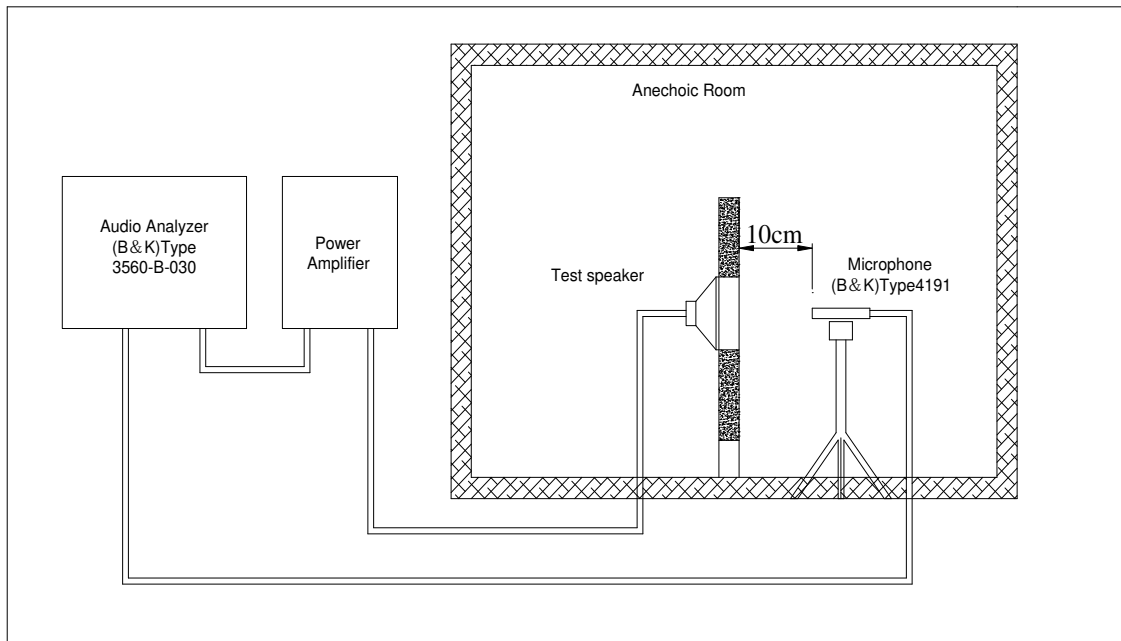 Anechoic Room
Audio Analyzer
(B&K)Type
3560-B-030
Power
Amplifier
Test speaker
10cm
Microphone
(B&K)Type4191